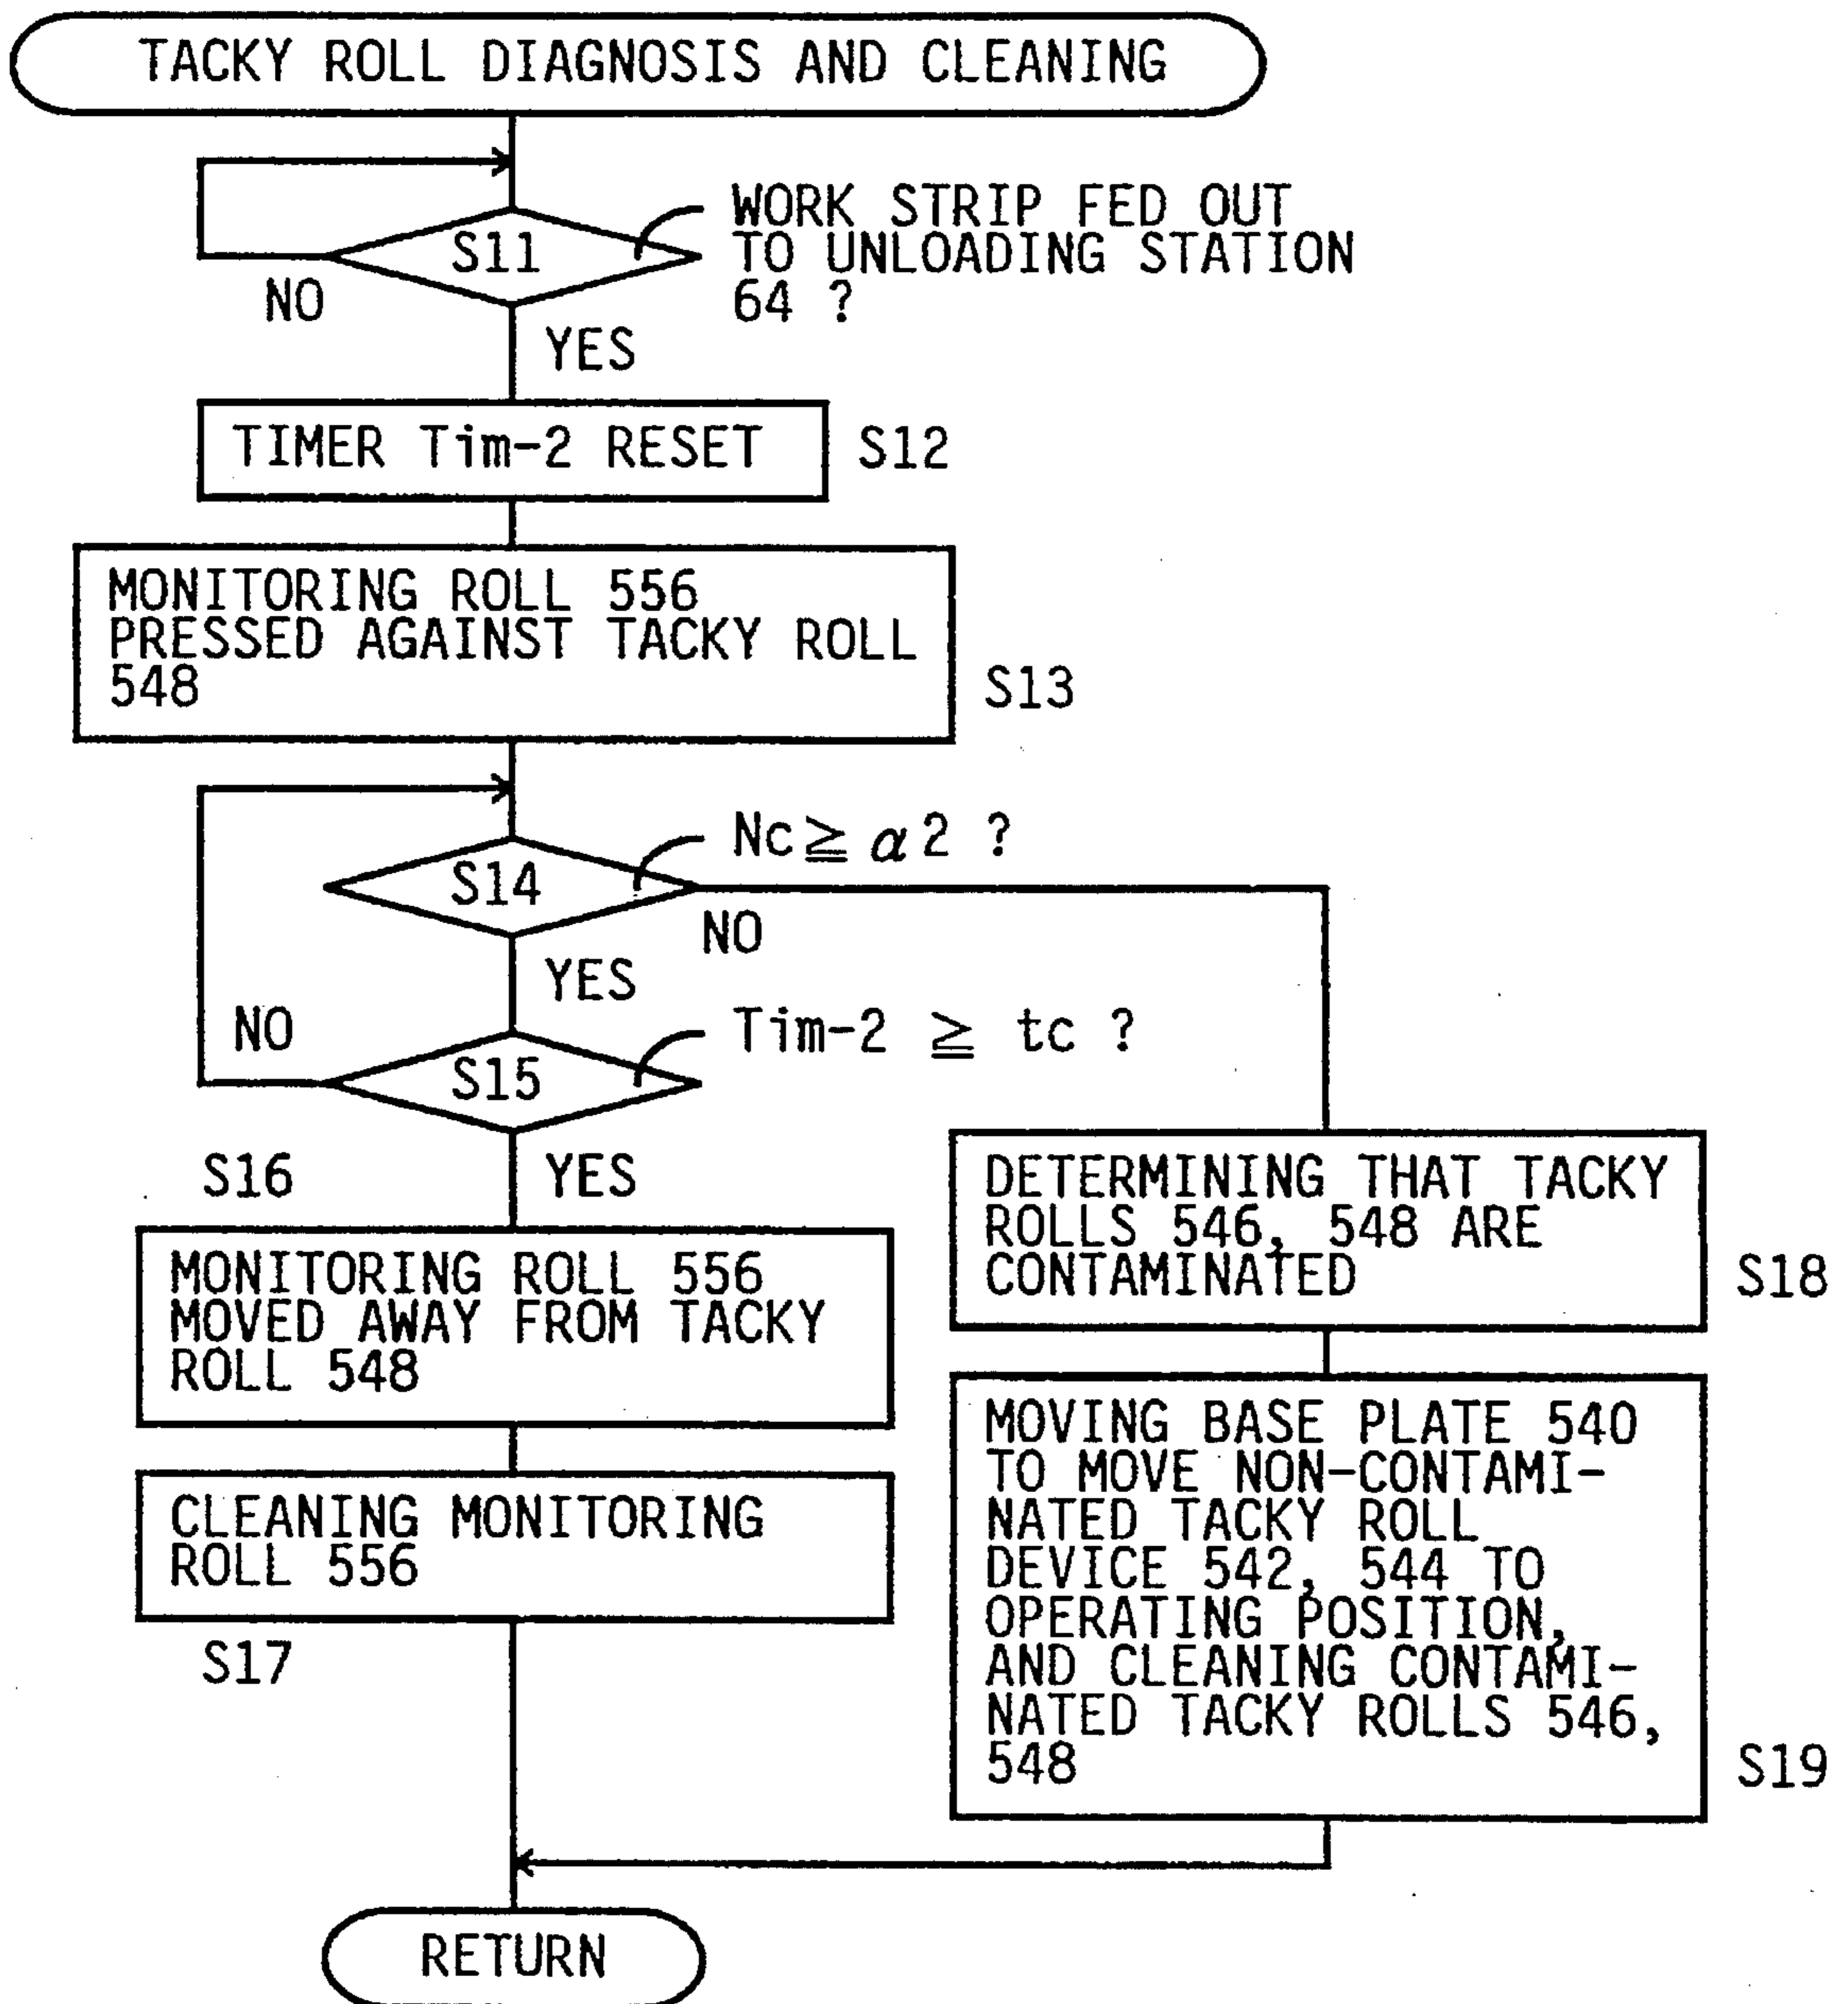 TACKY ROLL DIAGNOSIS AND CLEANING
S11
WORK STRIP FED OUT
TO UNLOADING STATION
64 ?
NO
YES
TIMER Tim-2 RESET
S12
MONITORING ROLL 556
PRESSED AGAINST TACKY ROLL
548
S13
S14
Nc ≧ α2 ?
NO
YES
NO
S15
Tim-2 ≧ tc ?
S16
YES
MONITORING ROLL 556
MOVED AWAY FROM TACKY
ROLL 548
CLEANING MONITORING
ROLL 556
S17
DETERMINING THAT TACKY
ROLLS 546, 548 ARE
CONTAMINATED
S18
MOVING BASE PLATE 540
TO MOVE NON-CONTAMI-
NATED TACKY ROLL
DEVICE 542, 544 TO
OPERATING POSITION,
AND CLEANING CONTAMI-
NATED TACKY ROLLS 546,
548
S19
RETURN